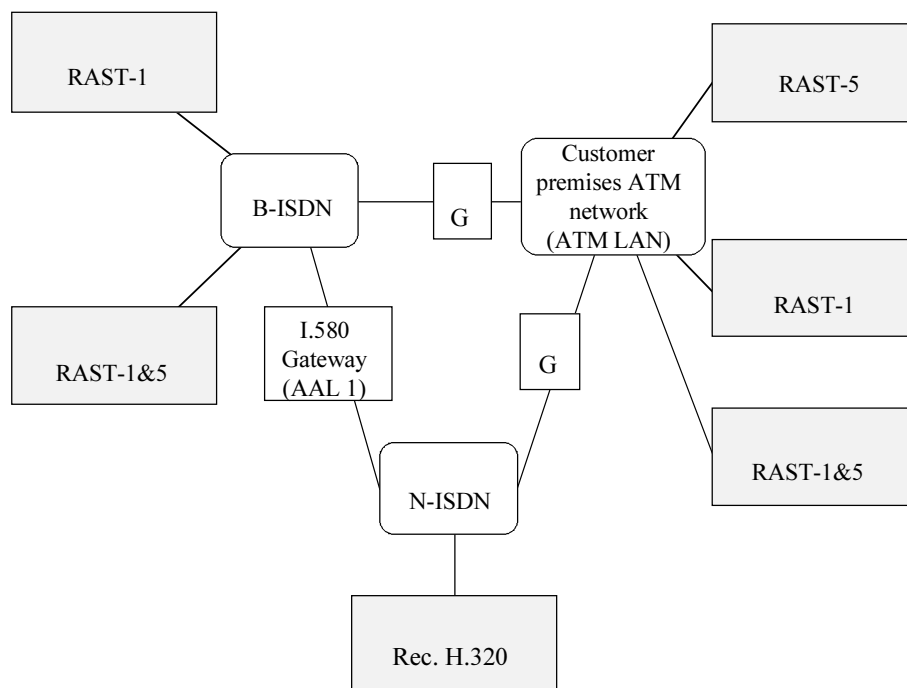 RAST-1
RAST-5
B-ISDN
G
Customer
premises ATM
network
(ATM LAN)
RAST-1&5
I.580
Gateway
(AAL 1)
G
RAST-1
RAST-1&5
N-ISDN
Rec. H.320